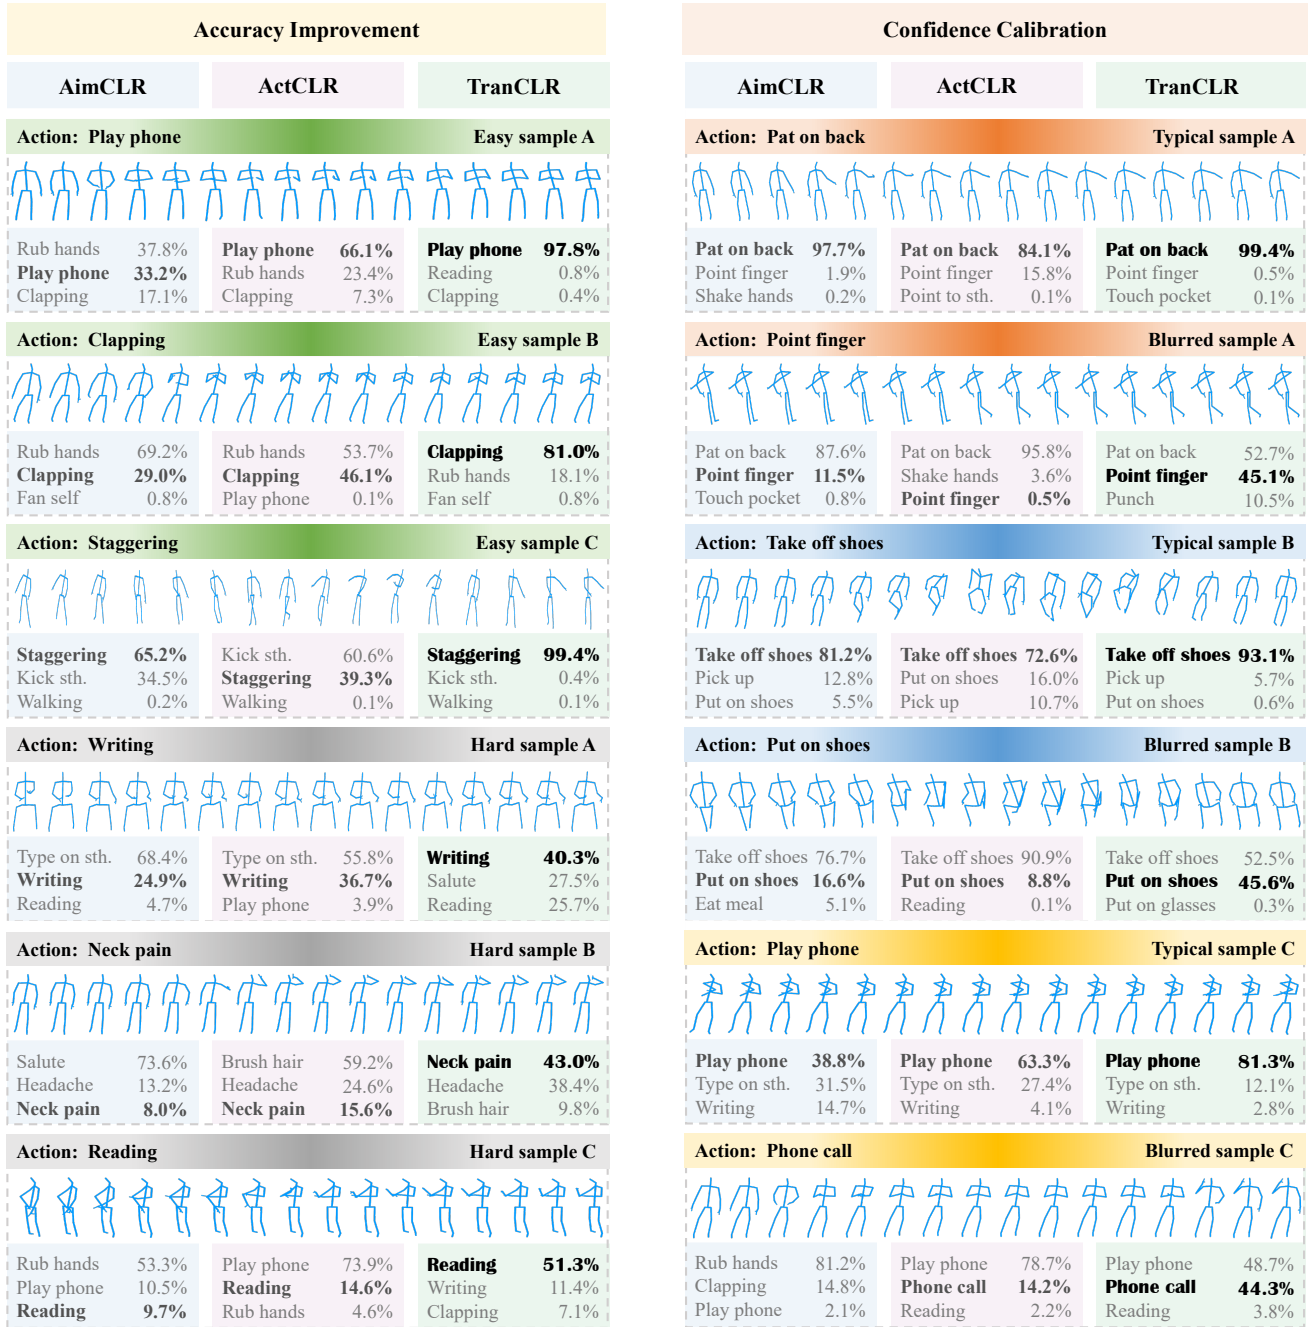 Accuracy Improvement
AimCLR ActCLR TranCLR
Action: Play phone Easy sample A
Rub hands 37.8% Play phone 66.1% Play phone 97.8%
Play phone 33.2% Rub hands 23.4% Reading 0.8%
Clapping 17.1% Clapping 7.3% Clapping 0.4%
Action: Clapping Easy sample B
Rub hands 69.2% Rub hands 53.7% Clapping 81.0%
Clapping 29.0% Clapping 46.1% Rub hands 18.1%
Fan self 0.8% Play phone 0.1% Fan self 0.8%
Action: Staggering Easy sample C
Staggering 65.2% Kick sth. 60.6% Staggering 99.4%
Kick sth. 34.5% Staggering 39.3% Kick sth. 0.4%
Walking 0.2% Walking 0.1% Walking 0.1%
Action: Writing Hard sample A
Type on sth. 68.4% Type on sth. 55.8% Writing 40.3%
Writing 24.9% Writing 36.7% Salute 27.5%
Reading 4.7% Play phone 3.9% Reading 25.7%
Action: Neck pain Hard sample B
Salute 73.6% Brush hair 59.2% Neck pain 43.0%
Headache 13.2% Headache 24.6% Headache 38.4%
Neck pain 8.0% Neck pain 15.6% Brush hair 9.8%
Action: Reading Hard sample C
Rub hands 53.3% Play phone 73.9% Reading 51.3%
Play phone 10.5% Reading 14.6% Writing 11.4%
Reading 9.7% Rub hands 4.6% Clapping 7.1%
Confidence Calibration
AimCLR ActCLR TranCLR
Action: Pat on back Typical sample A
Pat on back 97.7% Pat on back 84.1% Pat on back 99.4%
Point finger 1.9% Point finger 15.8% Point finger 0.5%
Shake hands 0.2% Point to sth. 0.1% Touch pocket 0.1%
Action: Point finger Blurred sample A
Pat on back 87.6% Pat on back 95.8% Pat on back 52.7%
Point finger 11.5% Shake hands 3.6% Point finger 45.1%
Touch pocket 0.8% Point finger 0.5% Punch 10.5%
Action: Take off shoes Typical sample B
Take off shoes 81.2% Take off shoes 72.6% Take off shoes 93.1%
Pick up 12.8% Put on shoes 16.0% Pick up 5.7%
Put on shoes 5.5% Pick up 10.7% Put on shoes 0.6%
Action: Put on shoes Blurred sample B
Take off shoes 76.7% Take off shoes 90.9% Take off shoes 52.5%
Put on shoes 16.6% Put on shoes 8.8% Put on shoes 45.6%
Eat meal 5.1% Reading 0.1% Put on glasses 0.3%
Action: Play phone Typical sample C
Play phone 38.8% Play phone 63.3% Play phone 81.3%
Type on sth. 31.5% Type on sth. 27.4% Type on sth. 12.1%
Writing 14.7% Writing 4.1% Writing 2.8%
Action: Phone call Blurred sample C
Rub hands 81.2% Play phone 78.7% Play phone 48.7%
Clapping 14.8% Phone call 14.2% Phone call 44.3%
Play phone 2.1% Reading 2.2% Reading 3.8%